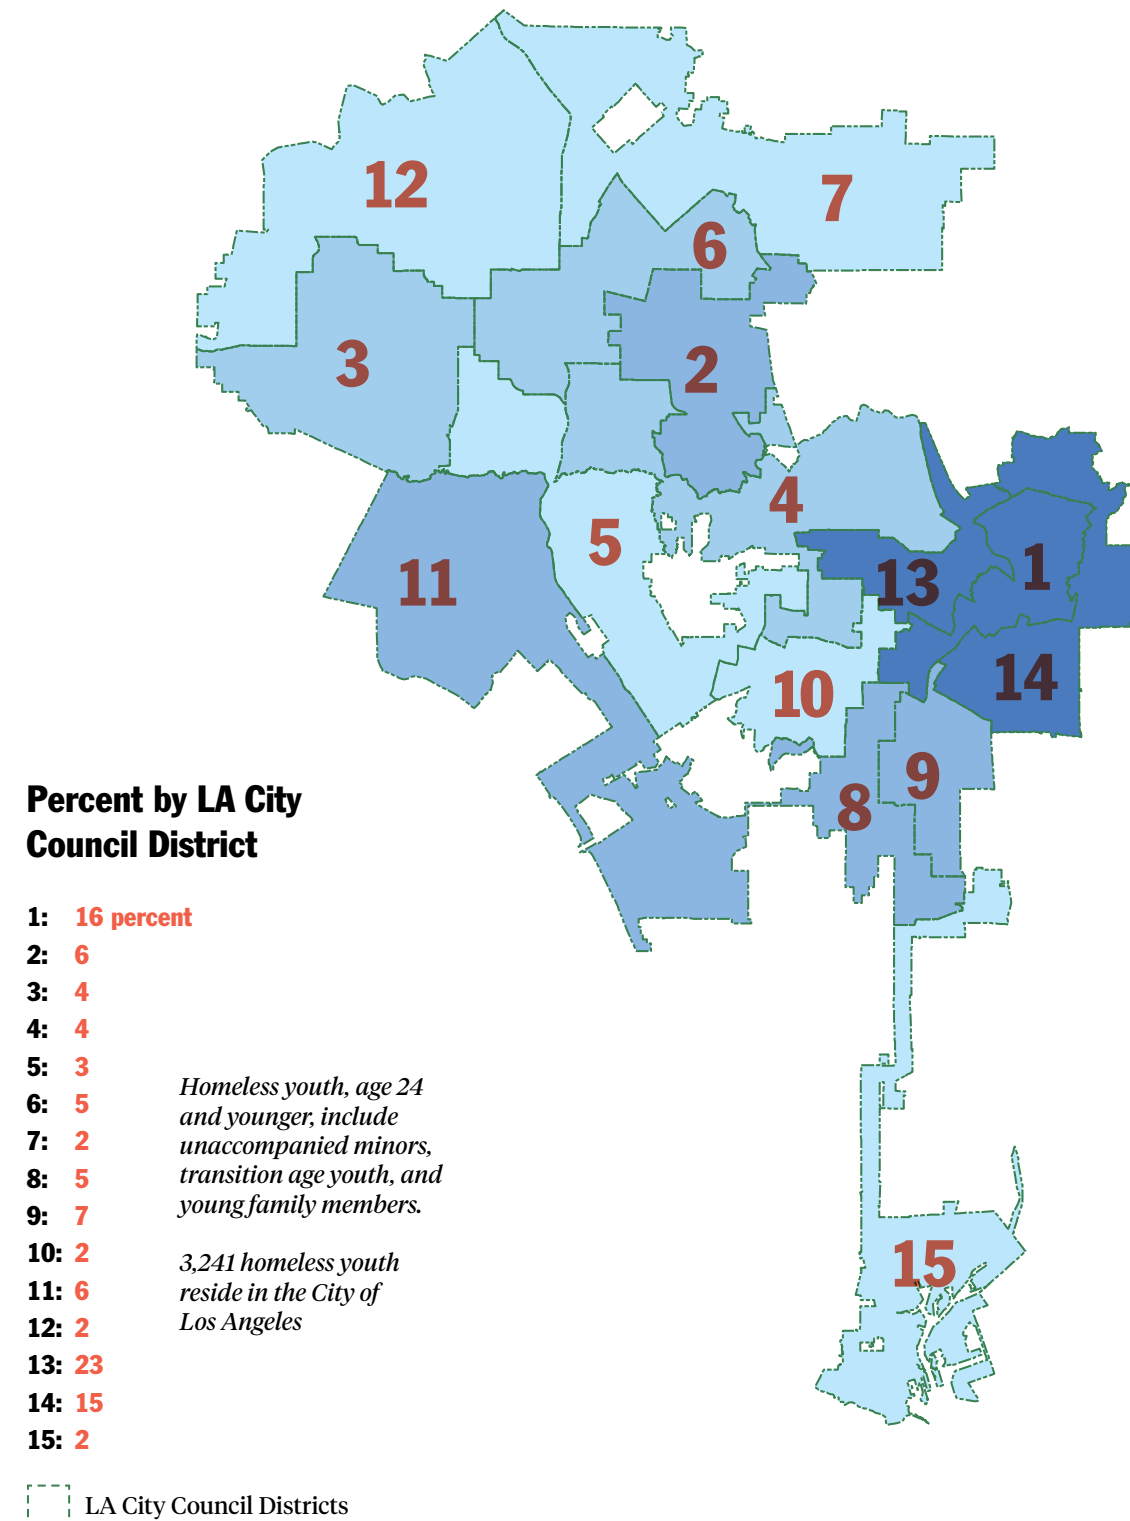 12
7
6
3
2
4
5
11
13
1
10
14
9
8
Percent by LA City
Council District
1: 16 percent
2: 6
3: 4
4: 4
5: 3
6: 5
7: 2
8: 5
9: 7
10: 2
11: 6
12: 2
13: 23
14: 15
15: 2
Homeless youth, age 24
and younger, include
unaccompanied minors,
transition age youth, and
young family members.
3,241 homeless youth
reside in the City of
Los Angeles
15
LA City Council Districts